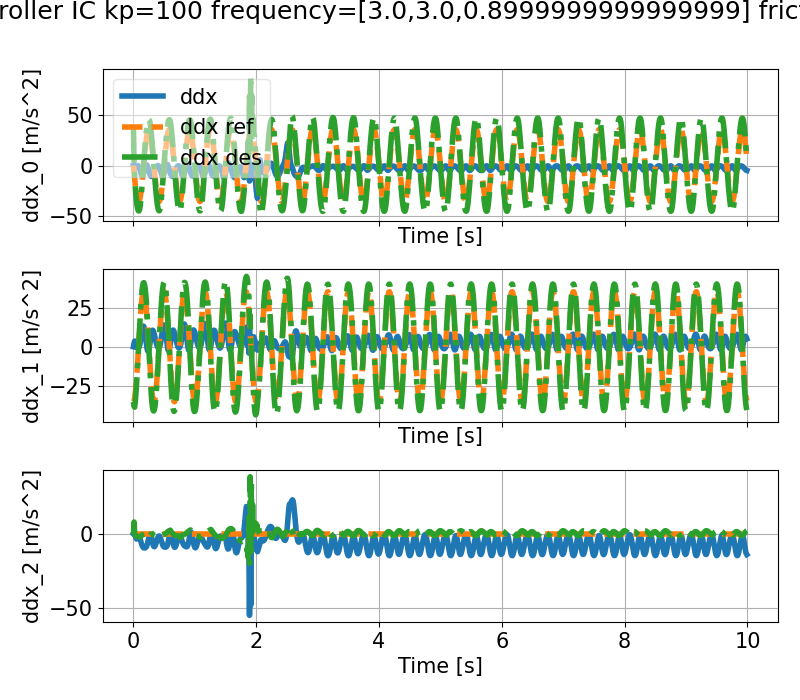 roller IC kp=100 frequency=[3.0,3.0,0.8999999999999999] fric
ddx_0 [m/s^2]
50
0
−50
ddx
ddx ref
ddx des
Time [s]
ddx_1 [m/s^2]
25
0
−25
Time [s]
ddx_2 [m/s^2]
0
−50
0 2 4 6 8 10
Time [s]